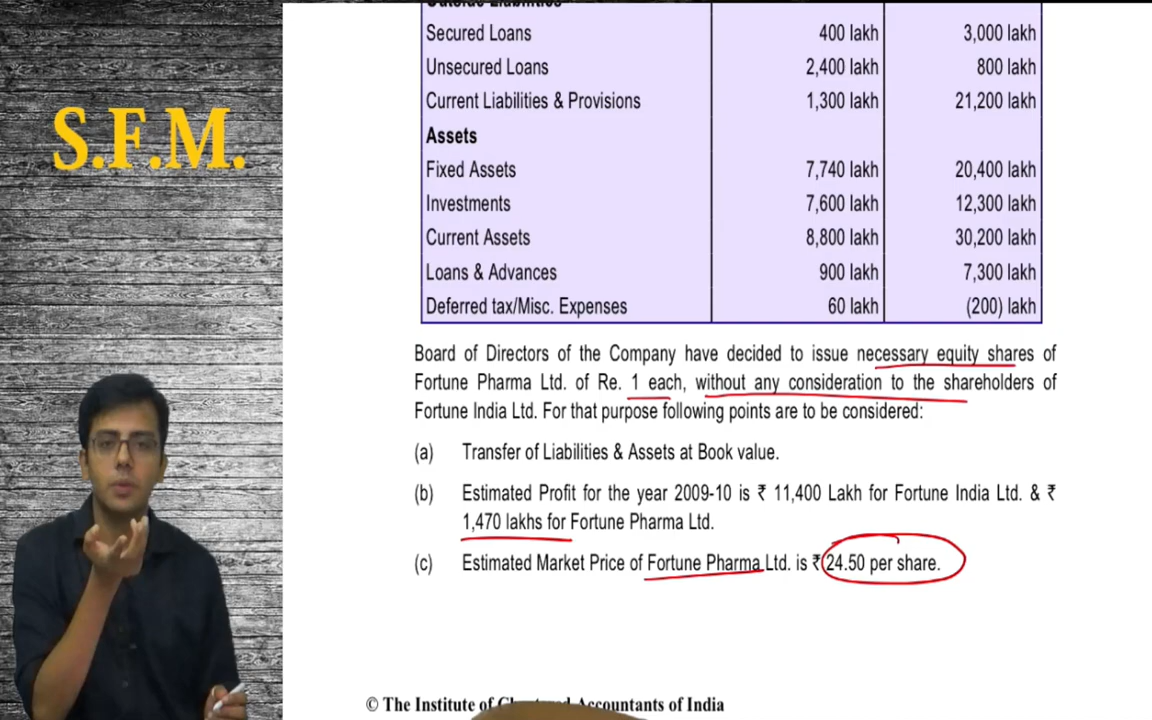 S.F.M.
Outside Liabilities
Secured Loans 400 lakh 3,000 lakh
Unsecured Loans 2,400 lakh 800 lakh
Current Liabilities & Provisions 1,300 lakh 21,200 lakh
Assets
Fixed Assets 7,740 lakh 20,400 lakh
Investments 7,600 lakh 12,300 lakh
Current Assets 8,800 lakh 30,200 lakh
Loans & Advances 900 lakh 7,300 lakh
Deferred tax/Misc. Expenses 60 lakh (200) lakh
Board of Directors of the Company have decided to issue necessary equity shares of
Fortune Pharma Ltd. of Re. 1 each, without any consideration to the shareholders of
Fortune India Ltd. For that purpose following points are to be considered:
(a) Transfer of Liabilities & Assets at Book value.
(b) Estimated Profit for the year 2009-10 is ₹ 11,400 Lakh for Fortune India Ltd. & ₹
1,470 lakhs for Fortune Pharma Ltd.
(c) Estimated Market Price of Fortune Pharma Ltd. is ₹ 24.50 per share.
© The Institute of Chartered Accountants of India